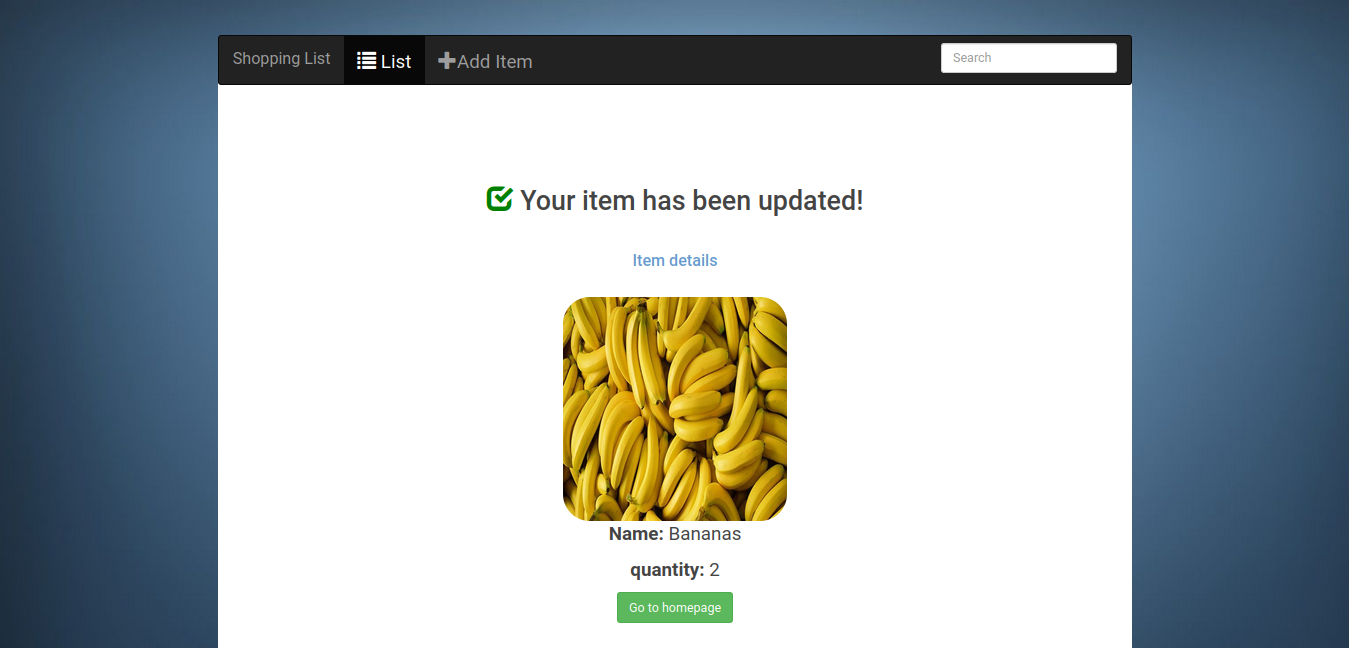 Shopping List List Add Item Search
Your item has been updated!
Item details
Name: Bananas
quantity: 2
Go to homepage